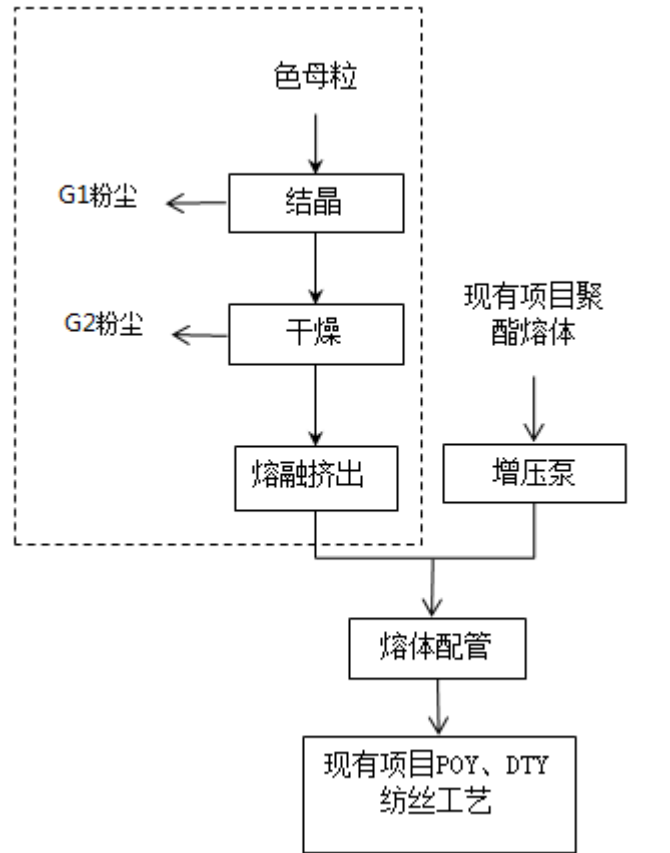 色母粒
G1粉尘
结晶
G2粉尘
干燥
现有项目聚
酯熔体
熔融挤出
增压泵
熔体配管
现有项目POY、DTY
纺丝工艺